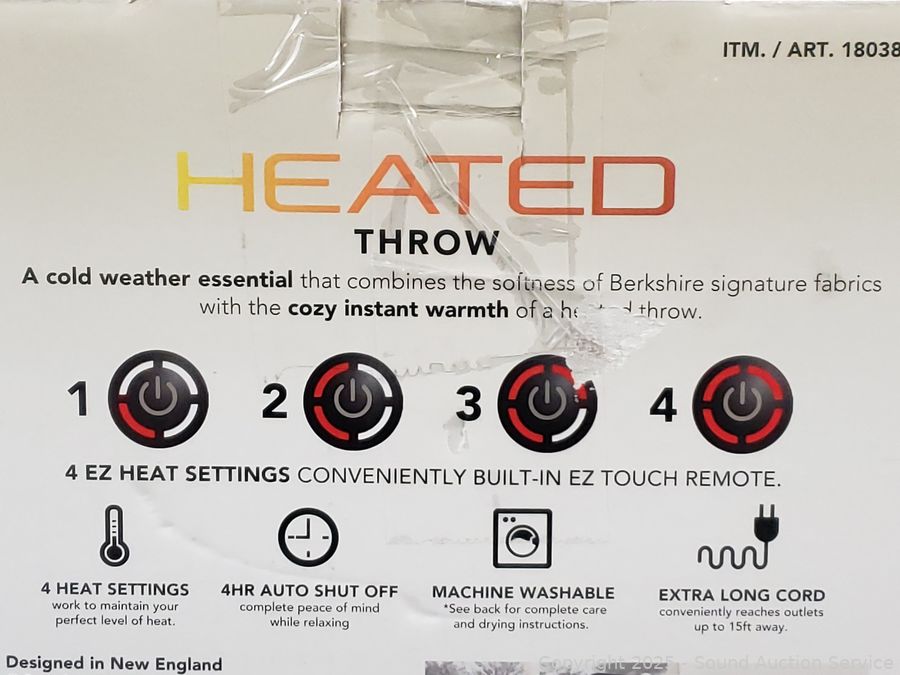 ITM. / ART. 18038
HEATED
THROW
A cold weather essential that combines the softness of Berkshire signature fabrics
with the cozy instant warmth of a throw.
1 2 3 4
4 EZ HEAT SETTINGS CONVENIENTLY BUILT-IN EZ TOUCH REMOTE.
4 HEAT SETTINGS
work to maintain your
perfect level of heat.
4HR AUTO SHUT OFF
complete peace of mind
while relaxing
MACHINE WASHABLE
*See back for complete care
and drying instructions.
EXTRA LONG CORD
conveniently reaches outlets
up to 15ft away.
Designed in New England
Copyright 2025 - Sound Auction Service